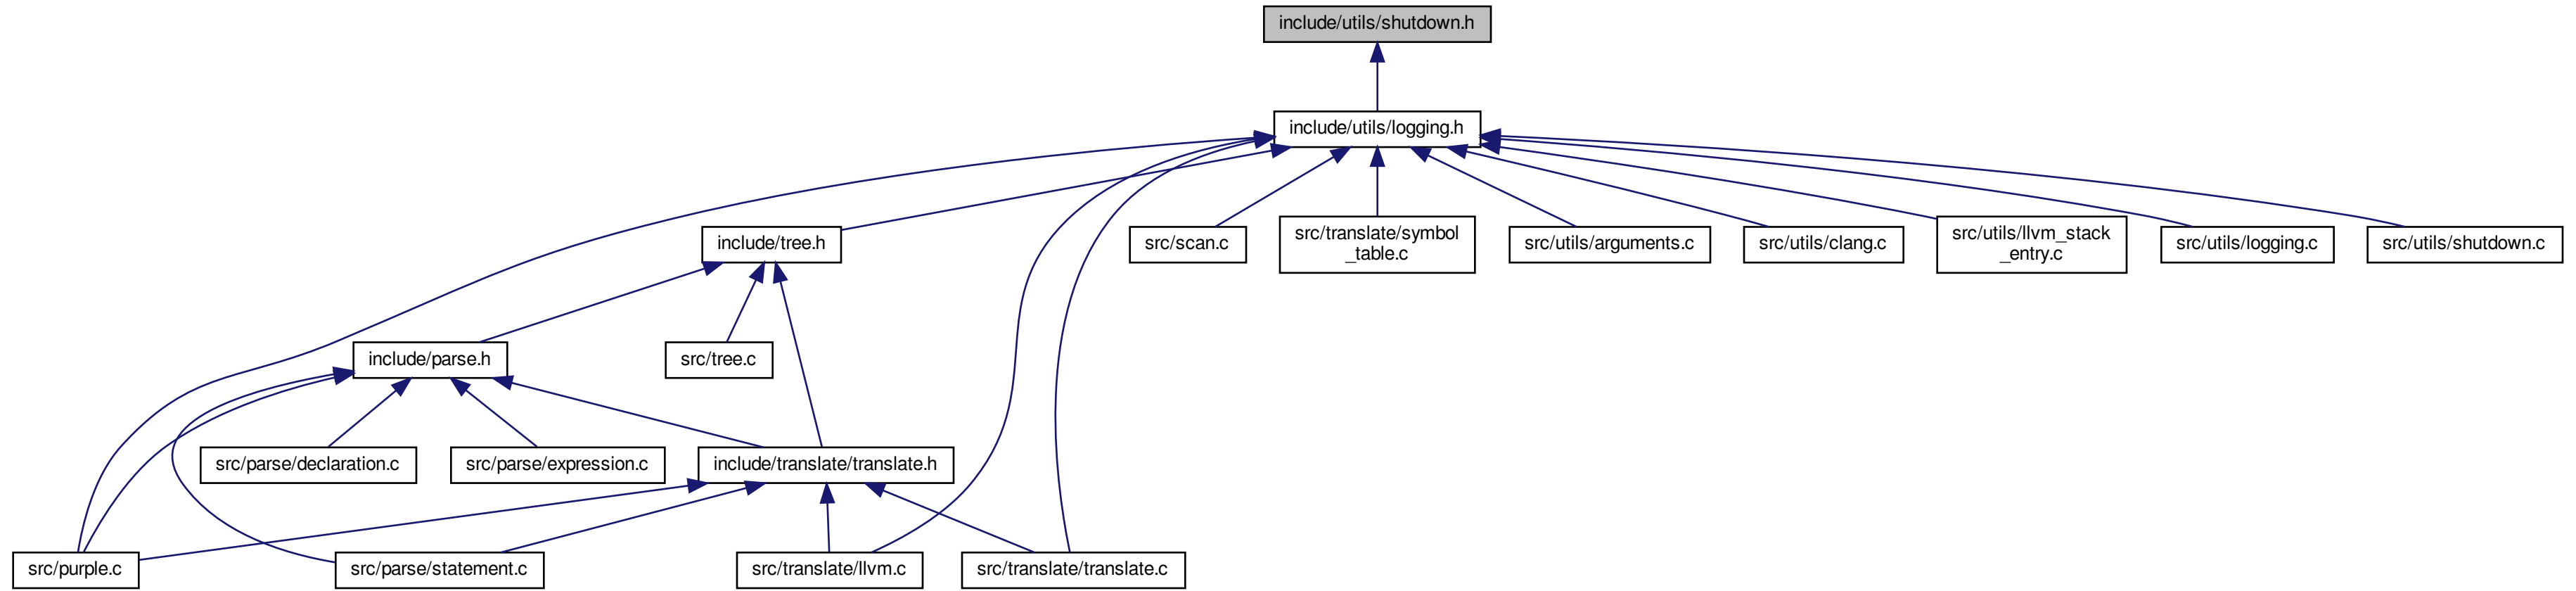 include/utils/shutdown.h
include/utils/logging.h
include/tree.h
src/scan.c
src/translate/symbol
_table.c
src/utils/arguments.c
src/utils/clang.c
src/utils/llvm_stack
_entry.c
src/utils/logging.c
src/utils/shutdown.c
include/parse.h
src/tree.c
src/parse/declaration.c
src/parse/expression.c
include/translate/translate.h
src/purple.c
src/parse/statement.c
src/translate/llvm.c
src/translate/translate.c